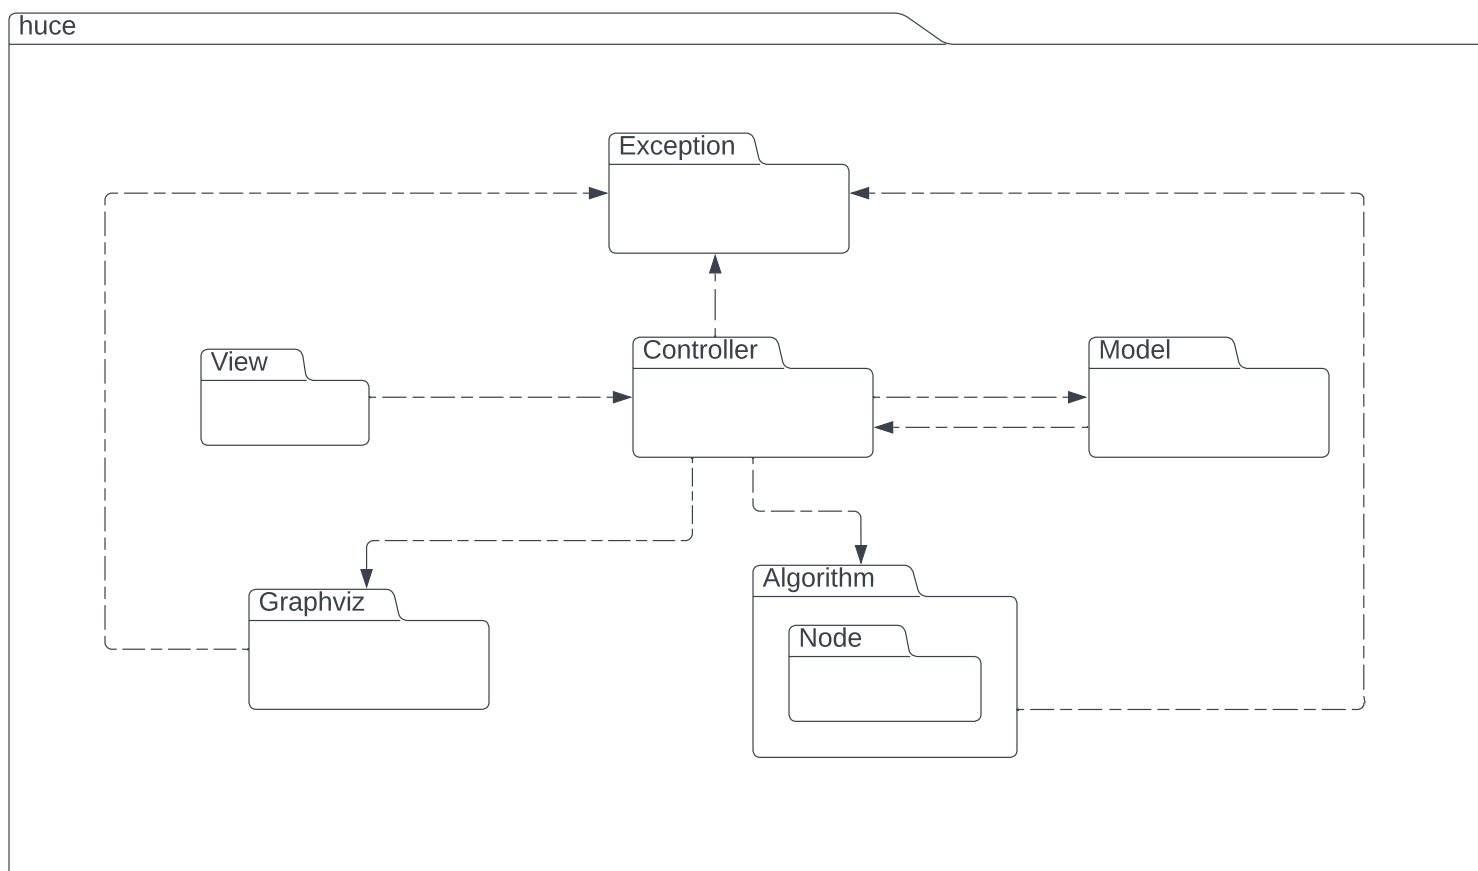 huce
Exception
View
Controller
Model
Graphviz
Algorithm
Node